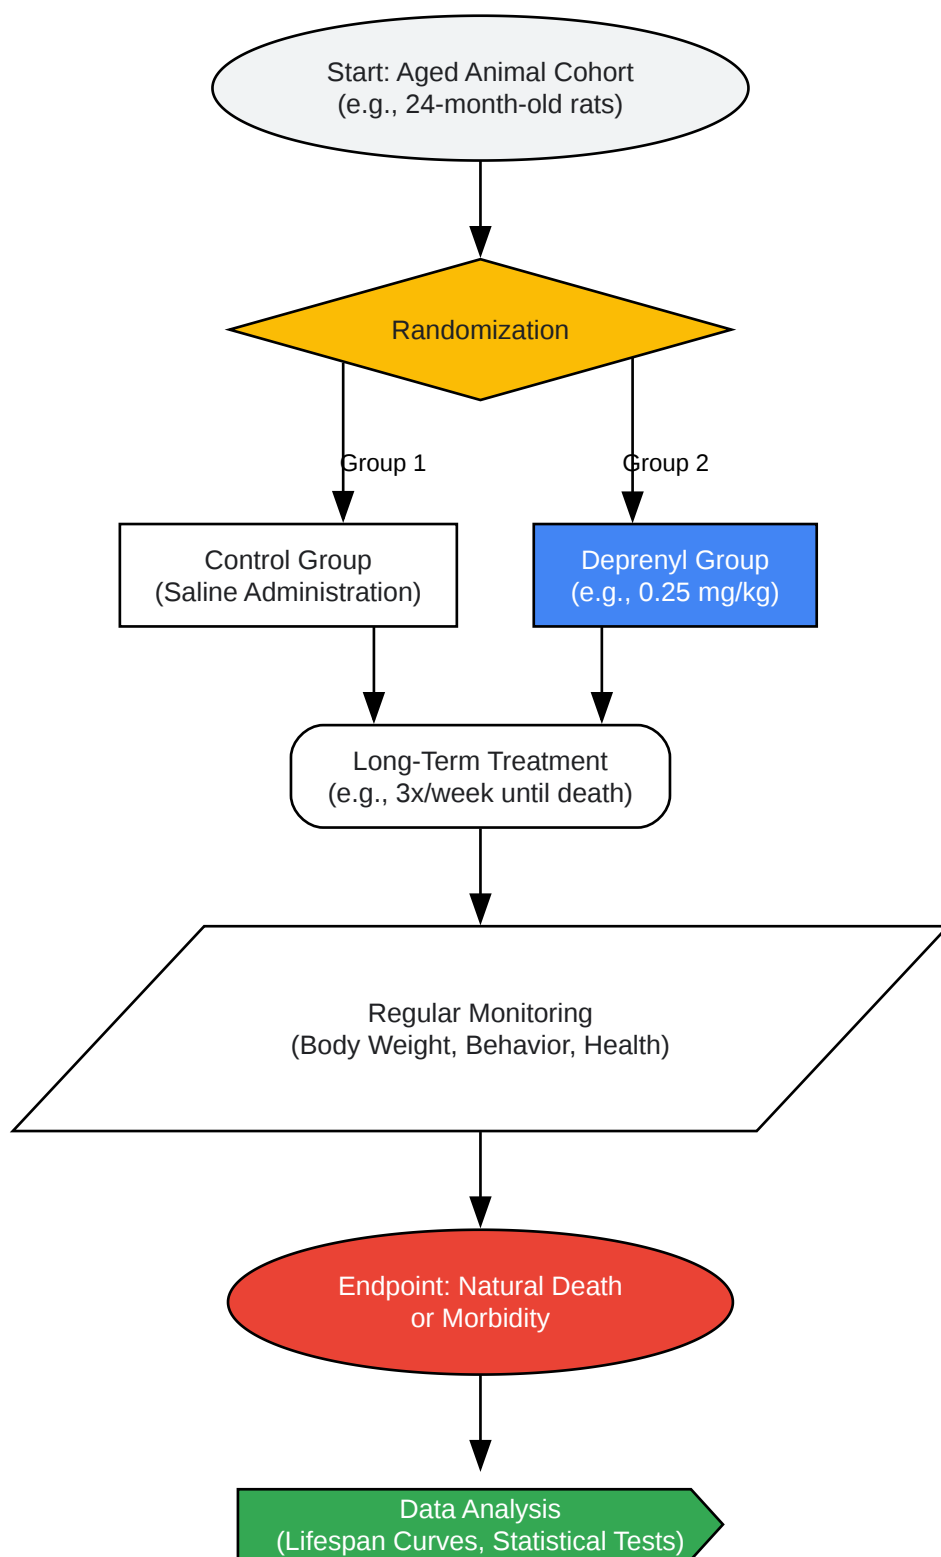 Start: Aged Animal Cohort
(e.g., 24-month-old rats)
Randomization
Group 1
Group 2
Control Group
(Saline Administration)
Deprenyl Group
(e.g., 0.25 mg/kg)
Long-Term Treatment
(e.g., 3x/week until death)
Regular Monitoring
(Body Weight, Behavior, Health)
Endpoint: Natural Death
or Morbidity
Data Analysis
(Lifespan Curves, Statistical Tests)